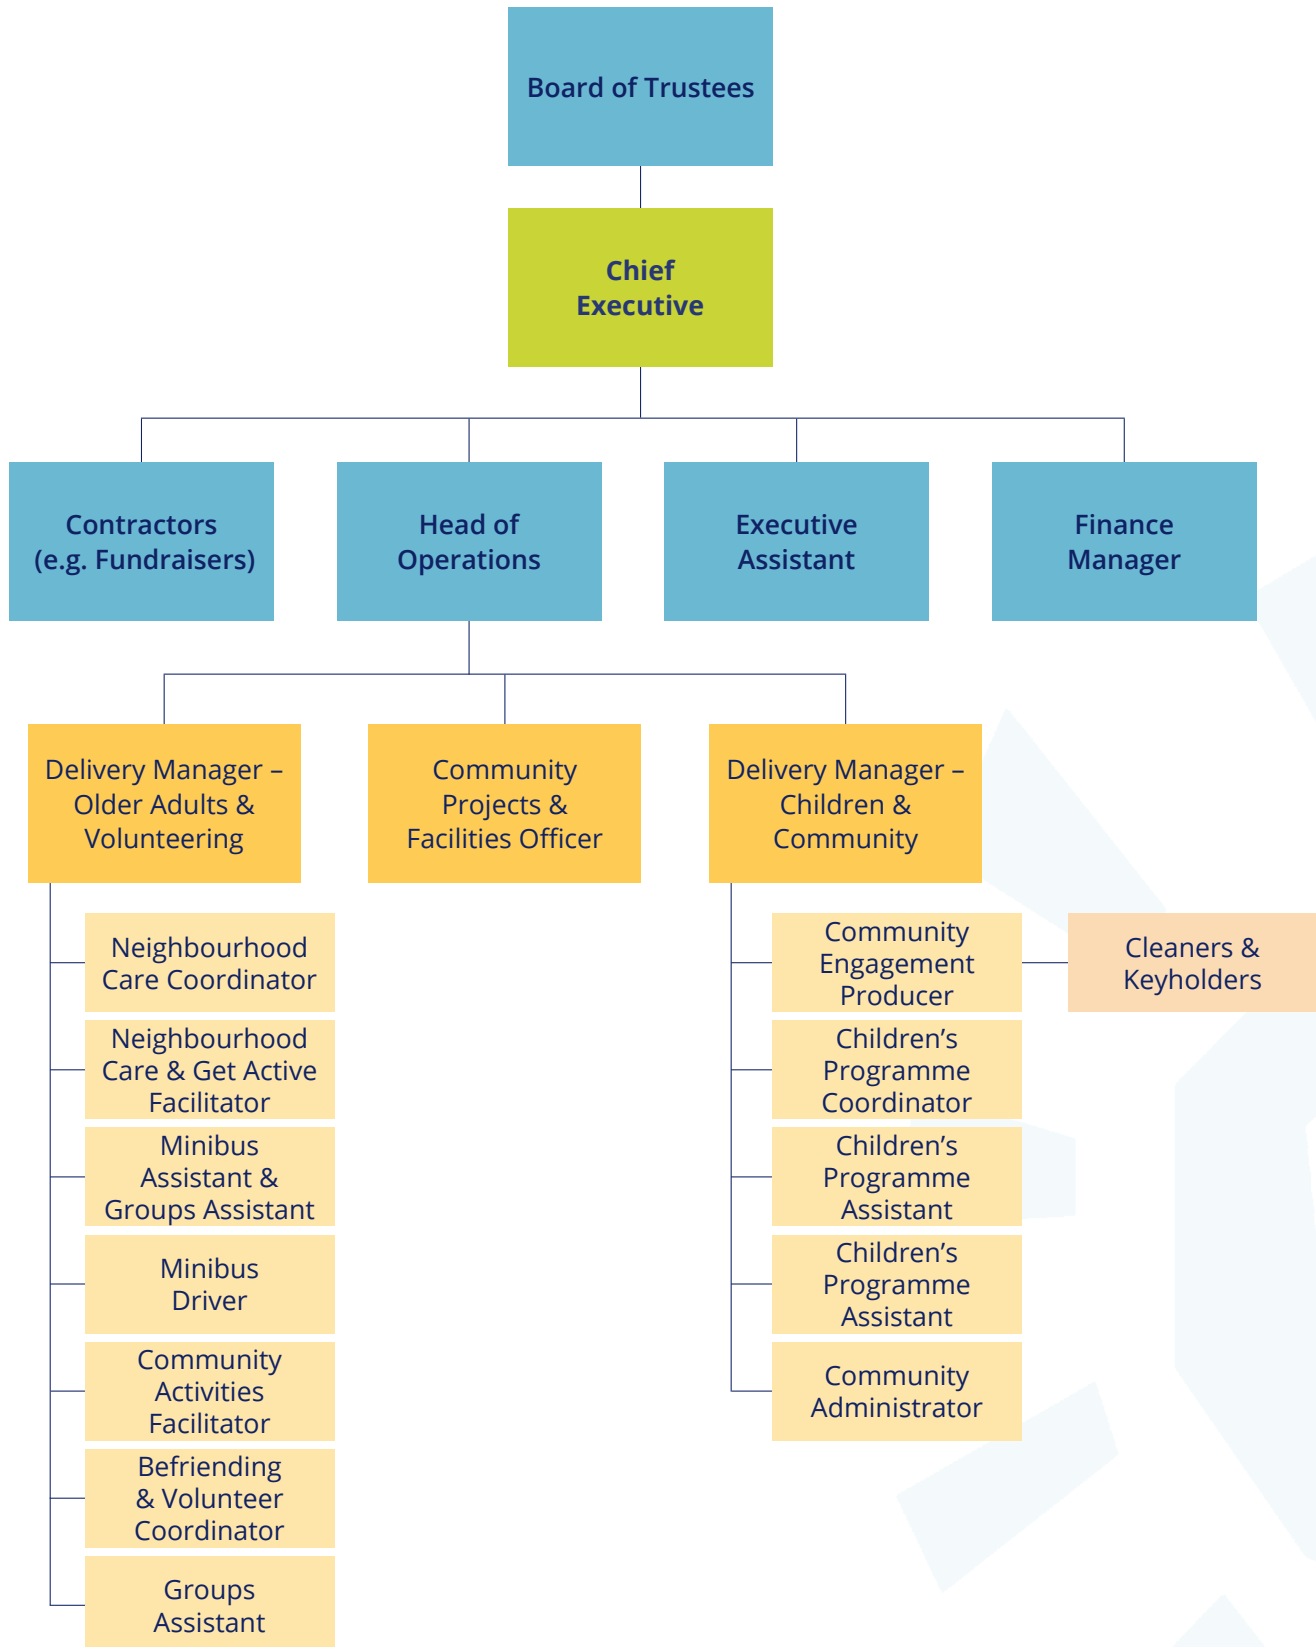 Board of Trustees
Chief
Executive
Contractors
(e.g. Fundraisers)
Head of
Operations
Executive
Assistant
Finance
Manager
Delivery Manager –
Older Adults &
Volunteering
Community
Projects &
Facilities Officer
Delivery Manager –
Children &
Community
Neighbourhood
Care Coordinator
Neighbourhood
Care & Get Active
Facilitator
Minibus
Assistant &
Groups Assistant
Minibus
Driver
Community
Activities
Facilitator
Befriending
& Volunteer
Coordinator
Groups
Assistant
Community
Engagement
Producer
Cleaners &
Keyholders
Children’s
Programme
Coordinator
Children’s
Programme
Assistant
Children’s
Programme
Assistant
Community
Administrator